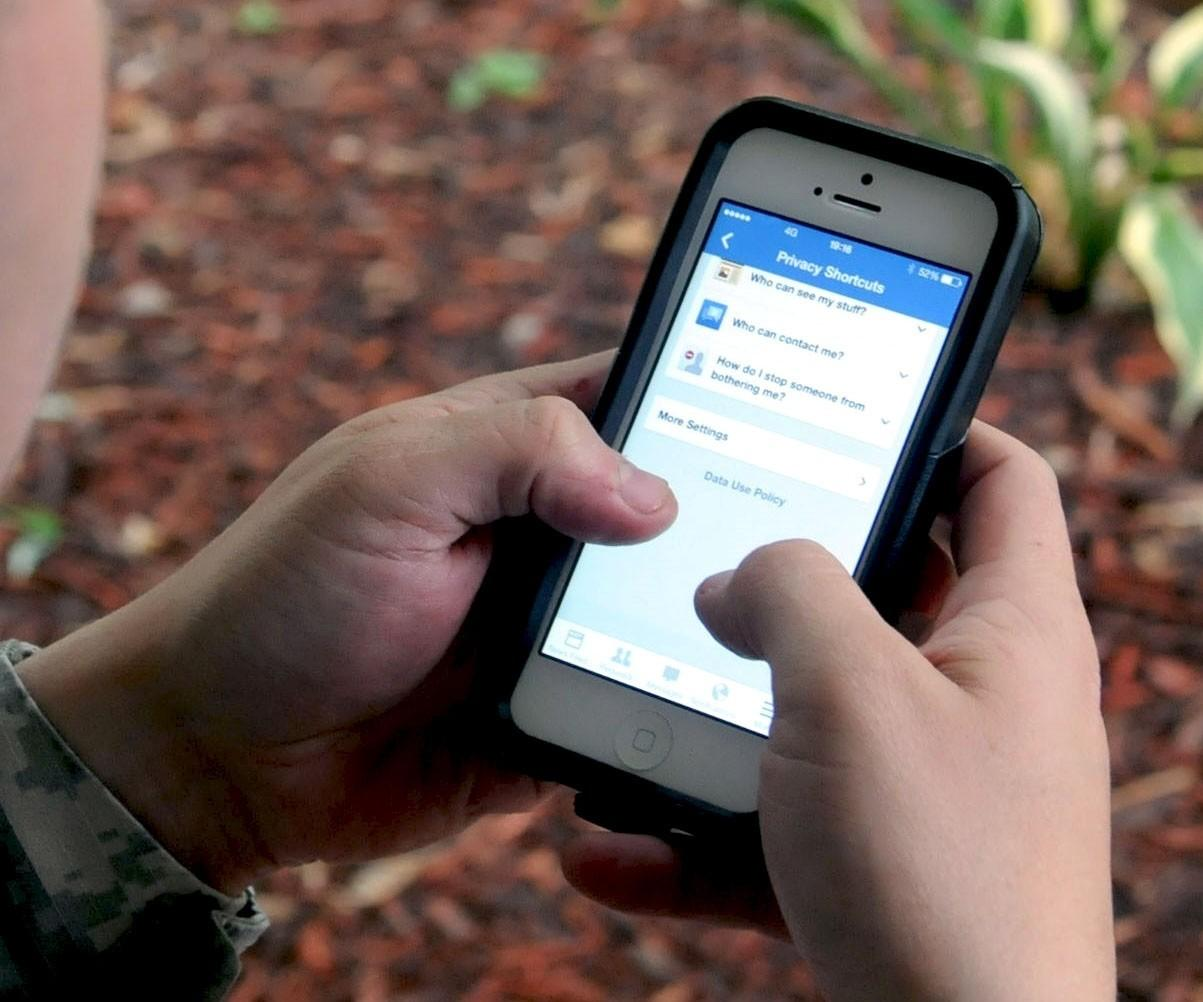 4G 19:16 52%
Privacy Shortcuts
Who can see my stuff?
Who can contact me?
How do I stop someone from
bothering me?
More Settings
Data Use Policy